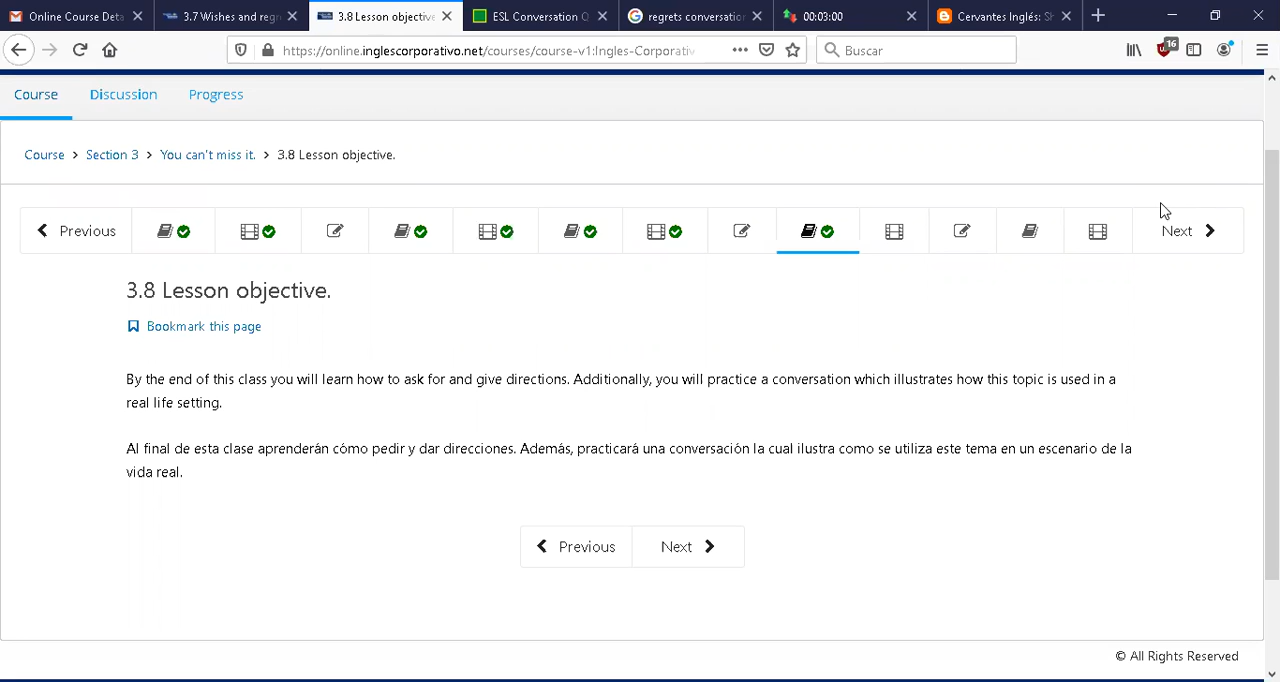 Online: Course Deta
3.7 Wishes and regr
3.8 Lesson objective
ESL Conversation Q
regrets conversation
00:03:00
Cervantes Inglés: Sh
https://online.inglescorporativo.net/courses/course-v1:Ingles-Corporativ
Buscar
16
Course
Discussion
Progress
Course > Section 3 > You can't miss it. > 3.8 Lesson objective.
Previous
Next
3.8 Lesson objective.
Bookmark this page
By the end of this class you will learn how to ask for and give directions. Additionally, you will practice a conversation which illustrates how this topic is used in a
real life setting.
Al final de esta clase aprenderán cómo pedir y dar direcciones. Además, practicará una conversación la cual ilustra como se utiliza este tema en un escenario de la
vida real.
Previous
Next
© All Rights Reserved